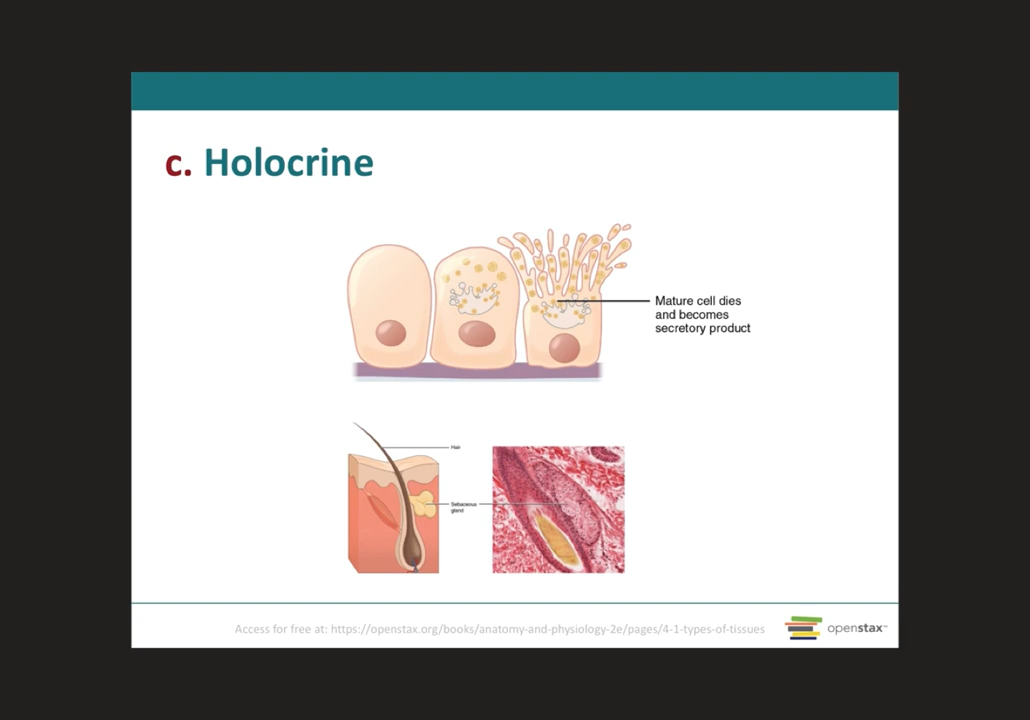 c. Holocrine
Mature cell dies
and becomes
secretory product
Hair
Sebaceous
gland
Access for free at: https://openstax.org/books/anatomy-and-physiology-2e/pages/4-1-types-of-tissues
openstax™